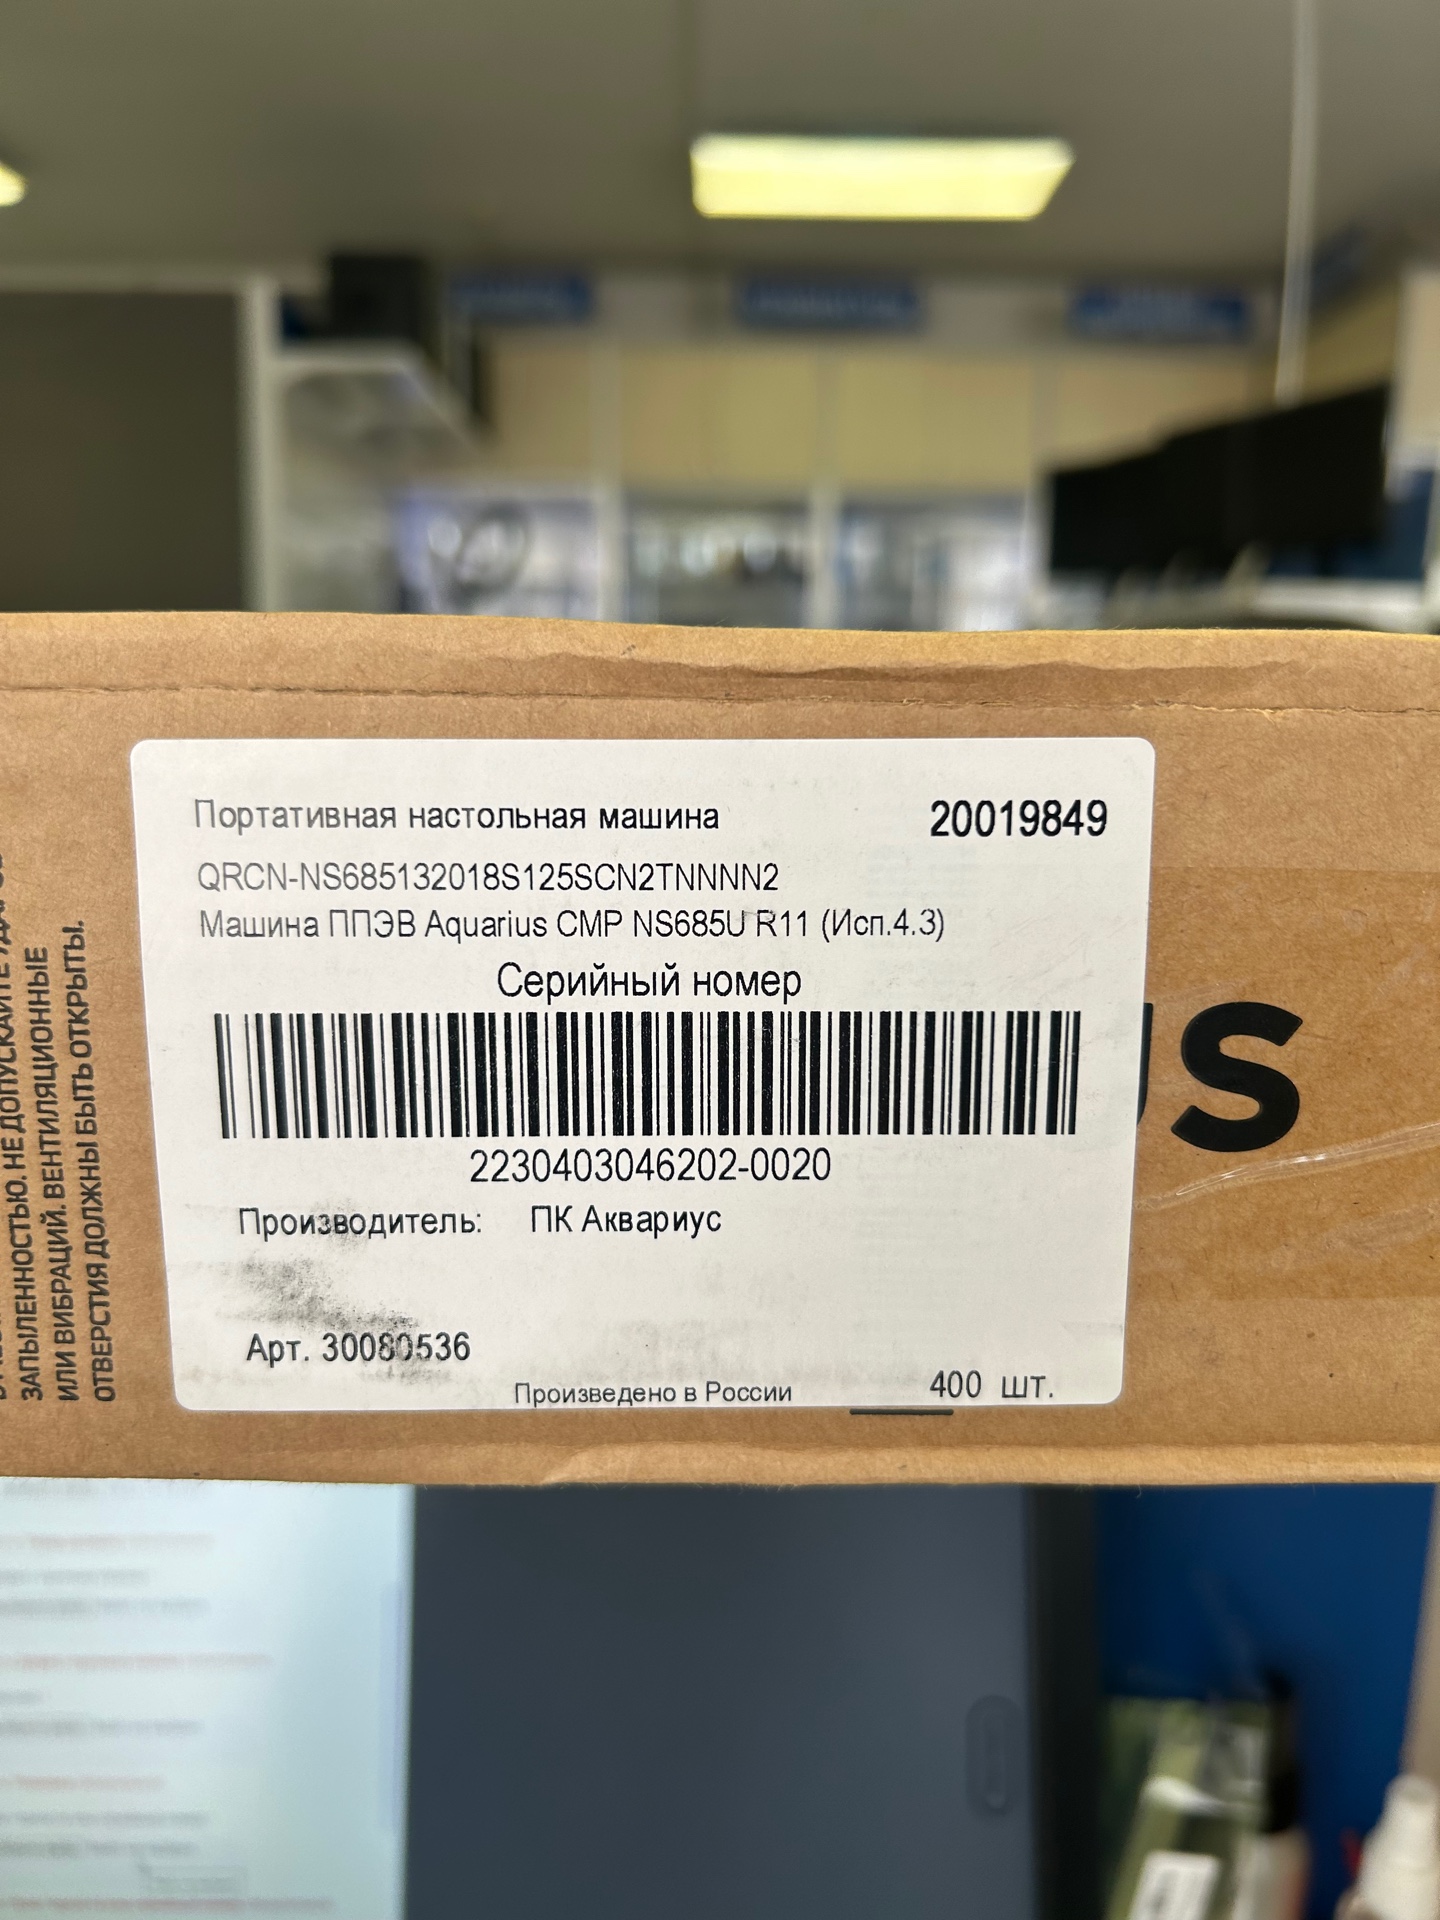 Портативная настольная машина
20019849
QRCN-NS685132018S125SCN2TNNNN2
Машина ППЭВ Aquarius CMP NS685U R11 (Исп.4.3)
Серийный номер
2230403046202-0020
Производитель: ПК Аквариус
Арт. 30080536
Произведено в России
400 шт.
US
ЗАПЫЛЕННОСТЬЮ. НЕ ДОПУСКАЙТЕ
ИЛИ ВИБРАЦИЙ. ВЕНТИЛЯЦИОННЫЕ
ОТВЕРСТИЯ ДОЛЖНЫ БЫТЬ ОТКРЫТЫ.